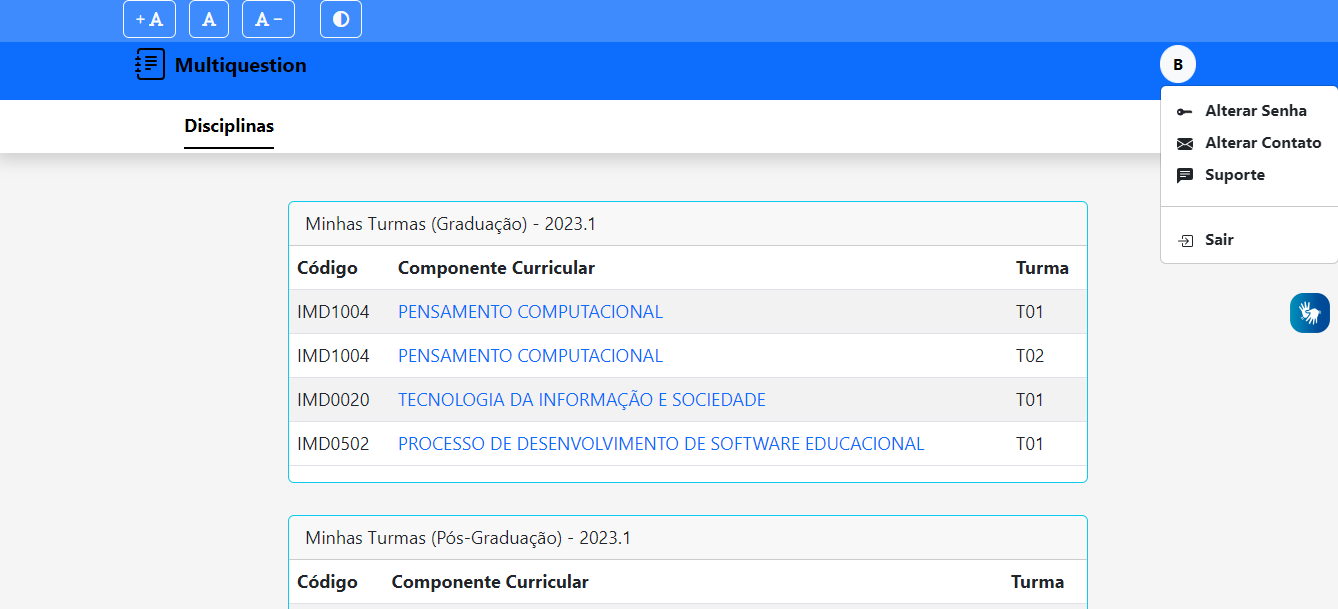 + A A A −
Multiquestion
B
Alterar Senha
Alterar Contato
Suporte
Sair
Disciplinas
Minhas Turmas (Graduação) - 2023.1
Código Componente Curricular Turma
IMD1004 PENSAMENTO COMPUTACIONAL T01
IMD1004 PENSAMENTO COMPUTACIONAL T02
IMD0020 TECNOLOGIA DA INFORMAÇÃO E SOCIEDADE T01
IMD0502 PROCESSO DE DESENVOLVIMENTO DE SOFTWARE EDUCACIONAL T01
Minhas Turmas (Pós-Graduação) - 2023.1
Código Componente Curricular Turma